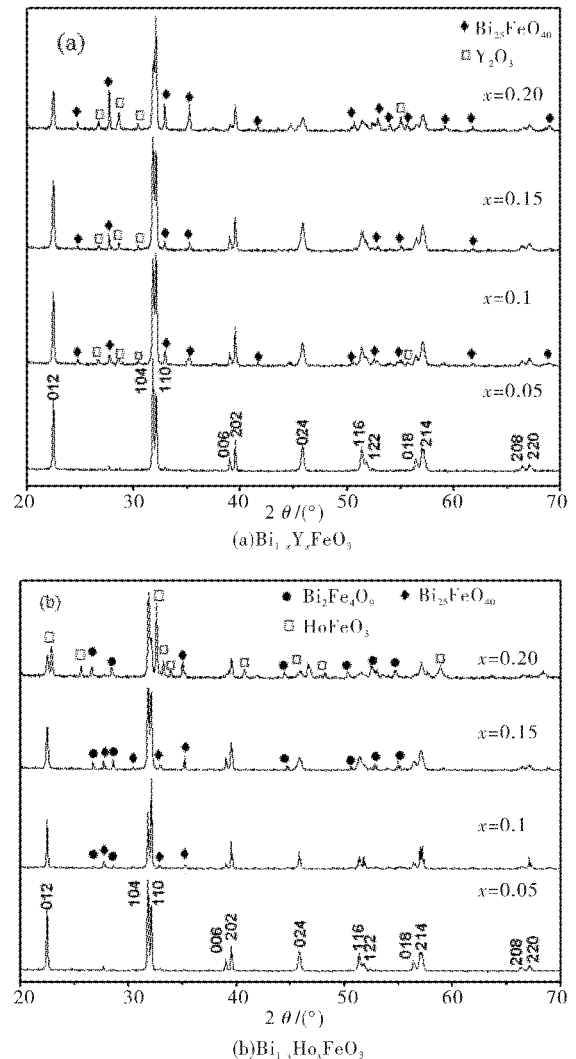 (a)
Bi₂₅FeO₄₀
Y₂O₃
x=0.20
x=0.15
x=0.1
x=0.05
012
104
110
006
202
024
116
122
018
214
208
220
20 30 40 50 60 70
2 θ/(°)
(a)Bi₁₋ₓYₓFeO₃
(b)
Bi₂Fe₄O₉ Bi₂₅FeO₄₀
HoFeO₃
x=0.20
x=0.15
x=0.1
x=0.05
012
104
110
006
202
024
116
122
018
214
208
220
20 30 40 50 60 70
2 θ/(°)
(b)Bi₁₋ₓHoₓFeO₃